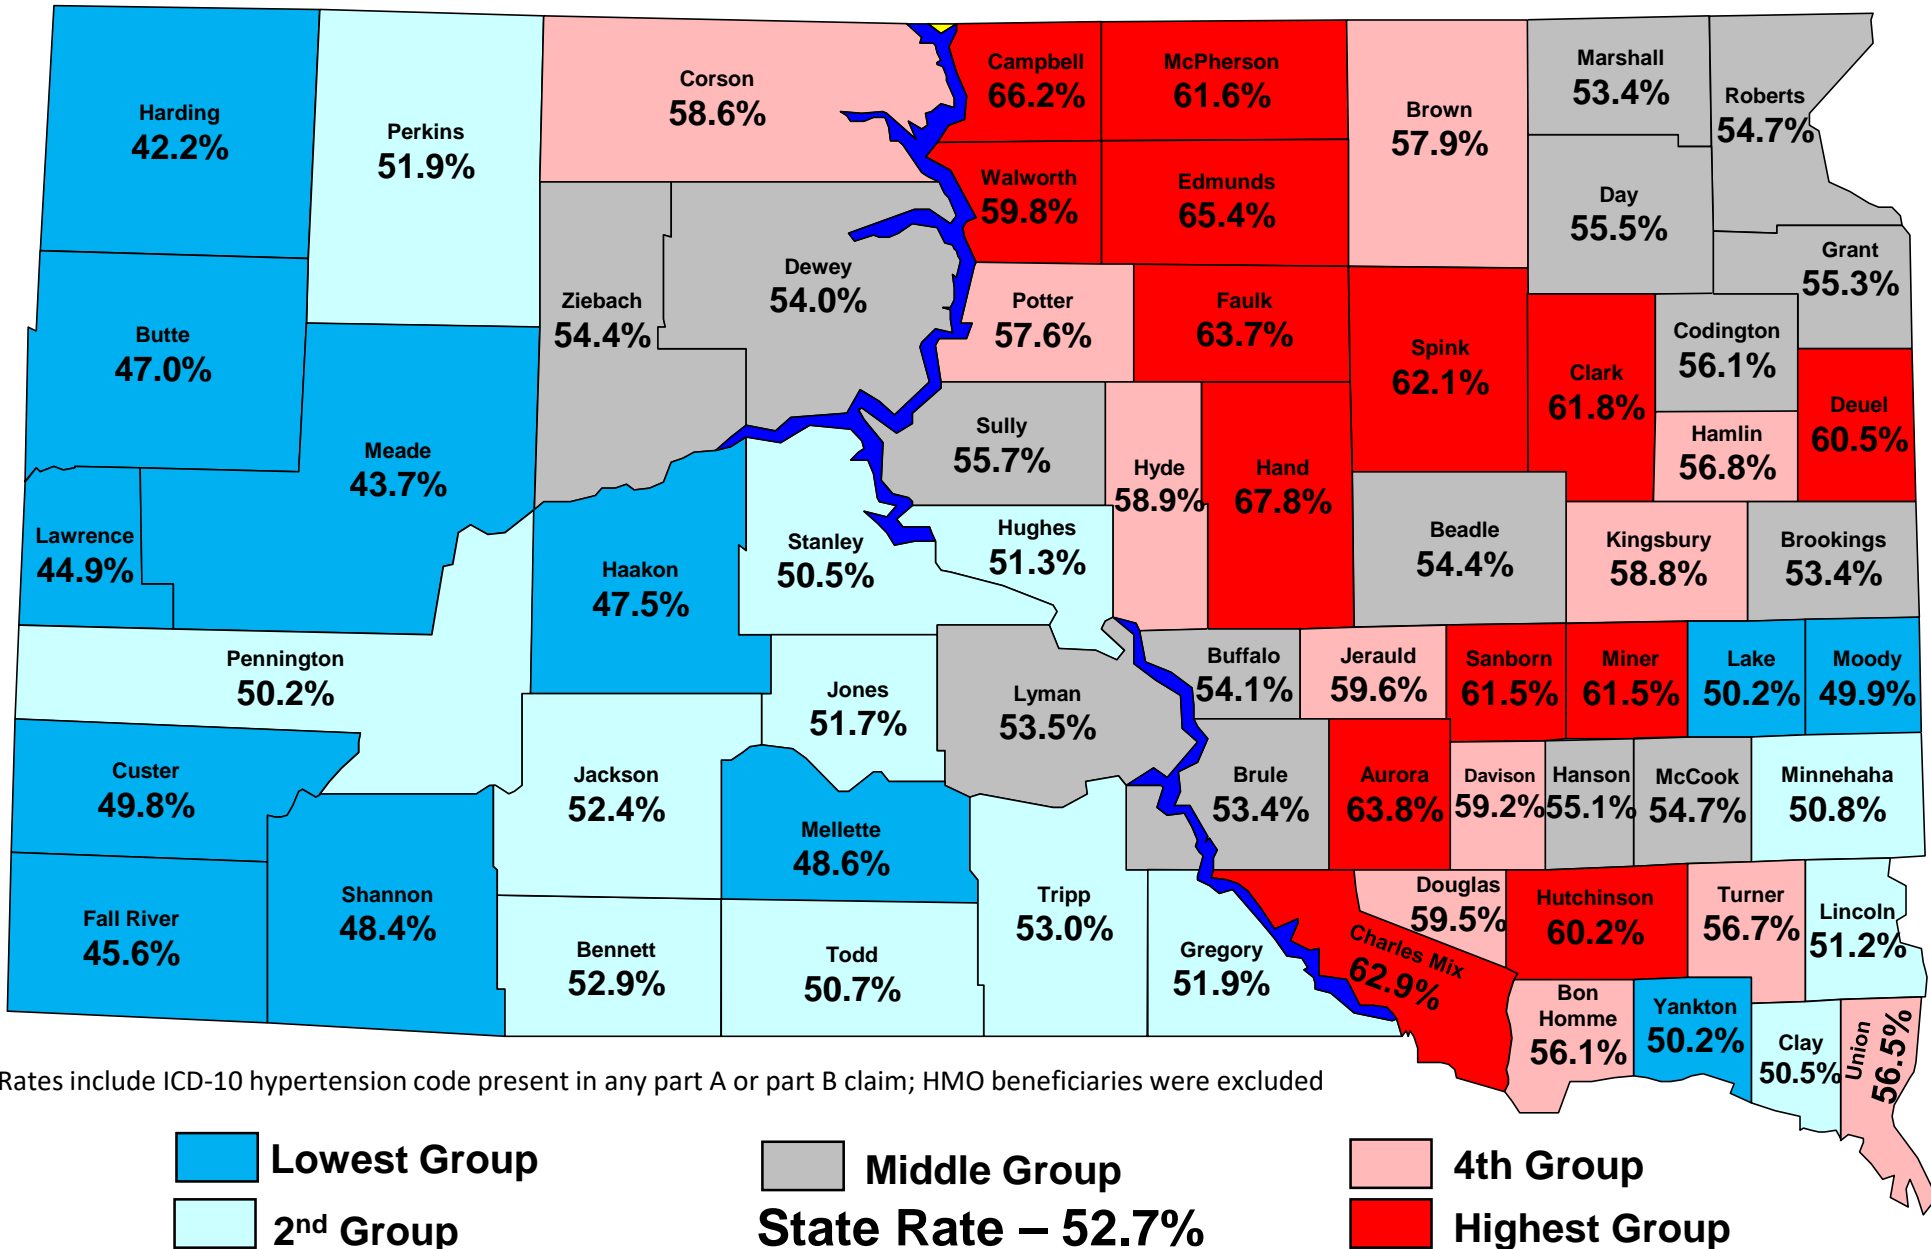 Harding
42.2%
Perkins
51.9%
Corson
58.6%
Campbell
66.2%
McPherson
61.6%
Brown
57.9%
Marshall
53.4%
Roberts
54.7%
Walworth
59.8%
Edmunds
65.4%
Day
55.5%
Grant
55.3%
Butte
47.0%
Ziebach
54.4%
Dewey
54.0%
Potter
57.6%
Faulk
63.7%
Spink
62.1%
Clark
61.8%
Codington
56.1%
Deuel
60.5%
Meade
43.7%
Sully
55.7%
Hyde
58.9%
Hand
67.8%
Hamlin
56.8%
Lawrence
44.9%
Haakon
47.5%
Stanley
50.5%
Hughes
51.3%
Beadle
54.4%
Kingsbury
58.8%
Brookings
53.4%
Pennington
50.2%
Jones
51.7%
Lyman
53.5%
Buffalo
54.1%
Jerauld
59.6%
Sanborn
61.5%
Miner
61.5%
Lake
50.2%
Moody
49.9%
Custer
49.8%
Jackson
52.4%
Mellette
48.6%
Brule
53.4%
Aurora
63.8%
Davison
59.2%
Hanson
55.1%
McCook
54.7%
Minnehaha
50.8%
Fall River
45.6%
Shannon
48.4%
Bennett
52.9%
Todd
50.7%
Tripp
53.0%
Gregory
51.9%
Charles Mix
62.9%
Douglas
59.5%
Hutchinson
60.2%
Turner
56.7%
Lincoln
51.2%
Bon
Homme
56.1%
Yankton
50.2%
Clay
50.5%
Union
56.5%
Rates include ICD-10 hypertension code present in any part A or part B claim; HMO beneficiaries were excluded
Lowest Group
2nd Group
Middle Group
State Rate – 52.7%
4th Group
Highest Group